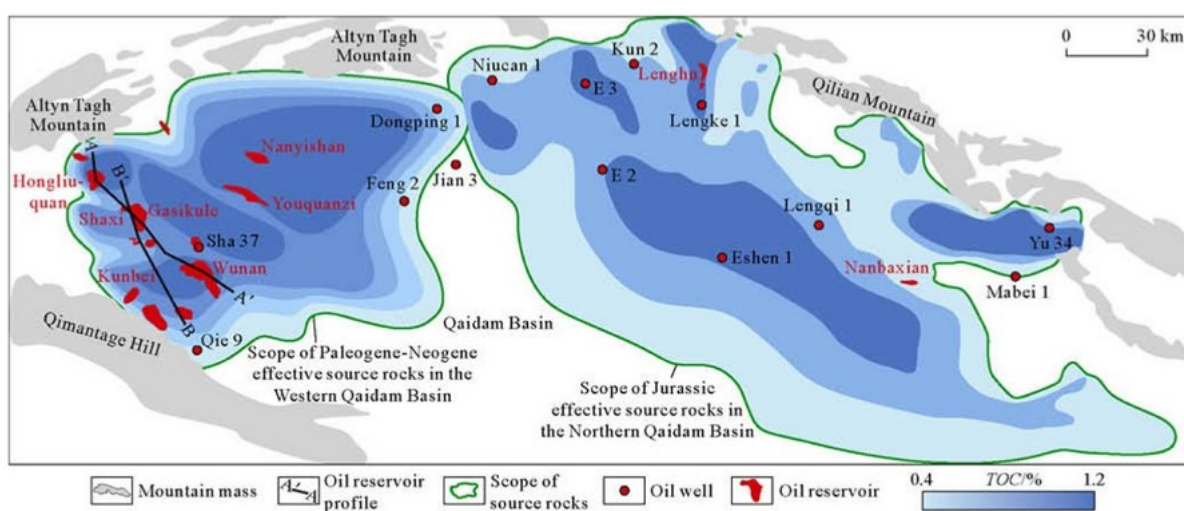 Altyn Tagh
Mountain
Altyn Tagh
Mountain
Niucan 1
Kun 2
Lenghu
E 3
Lengke 1
0 30 km
Qilian Mountain
Dongping 1
A
B'
Nanyishan
Hongliu-
quan
Jian 3
Feng 2
E 2
Youquanzi
Gasikule
Shaxi
Sha 37
Lengqi 1
Yu 34
Eshen 1
Wunan
Kunbei
Nanbaxian
Mabei 1
A'
B
Qimantage Hill
Qie 9
Qaidam Basin
Scope of Paleogene-Neogene
effective source rocks in the
Western Qaidam Basin
Scope of Jurassic
effective source rocks in
the Northern Qaidam Basin
Mountain mass
A' A
Oil reservoir
profile
Scope of
source rocks
Oil well
Oil reservoir
TOC/%
0.4 1.2